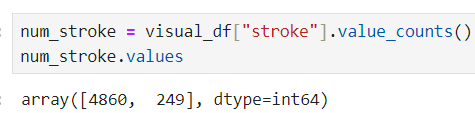 : num_stroke = visual_df["stroke"].value_counts()
num_stroke.values
: array([4860,  249], dtype=int64)